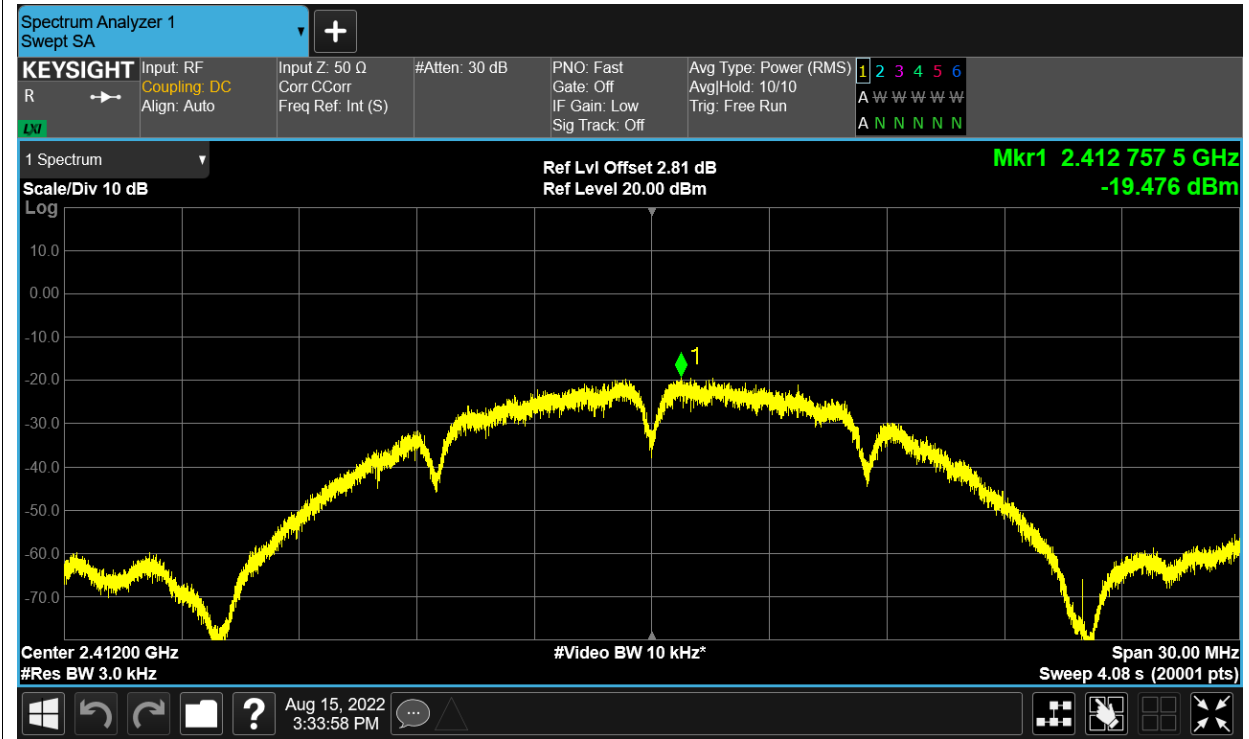 Spectrum Analyzer 1
Swept SA
KEYSIGHT
R
LXI
Input: RF
Coupling: DC
Align: Auto
Input Z: 50 Ω
Corr CCorr
Freq Ref: Int (S)
#Atten: 30 dB
PNO: Fast
Gate: Off
IF Gain: Low
Sig Track: Off
Avg Type: Power (RMS)
Avg|Hold: 10/10
Trig: Free Run
1 2 3 4 5 6
A W W W W W
A N N N N N
1 Spectrum
Scale/Div 10 dB
Log
Ref Lvl Offset 2.81 dB
Ref Level 20.00 dBm
Mkr1 2.412 757 5 GHz
-19.476 dBm
10.0
0.00
-10.0
1
-20.0
-30.0
-40.0
-50.0
-60.0
-70.0
Center 2.41200 GHz
#Video BW 10 kHz*
Span 30.00 MHz
#Res BW 3.0 kHz
Sweep 4.08 s (20001 pts)
?
Aug 15, 2022
3:33:58 PM